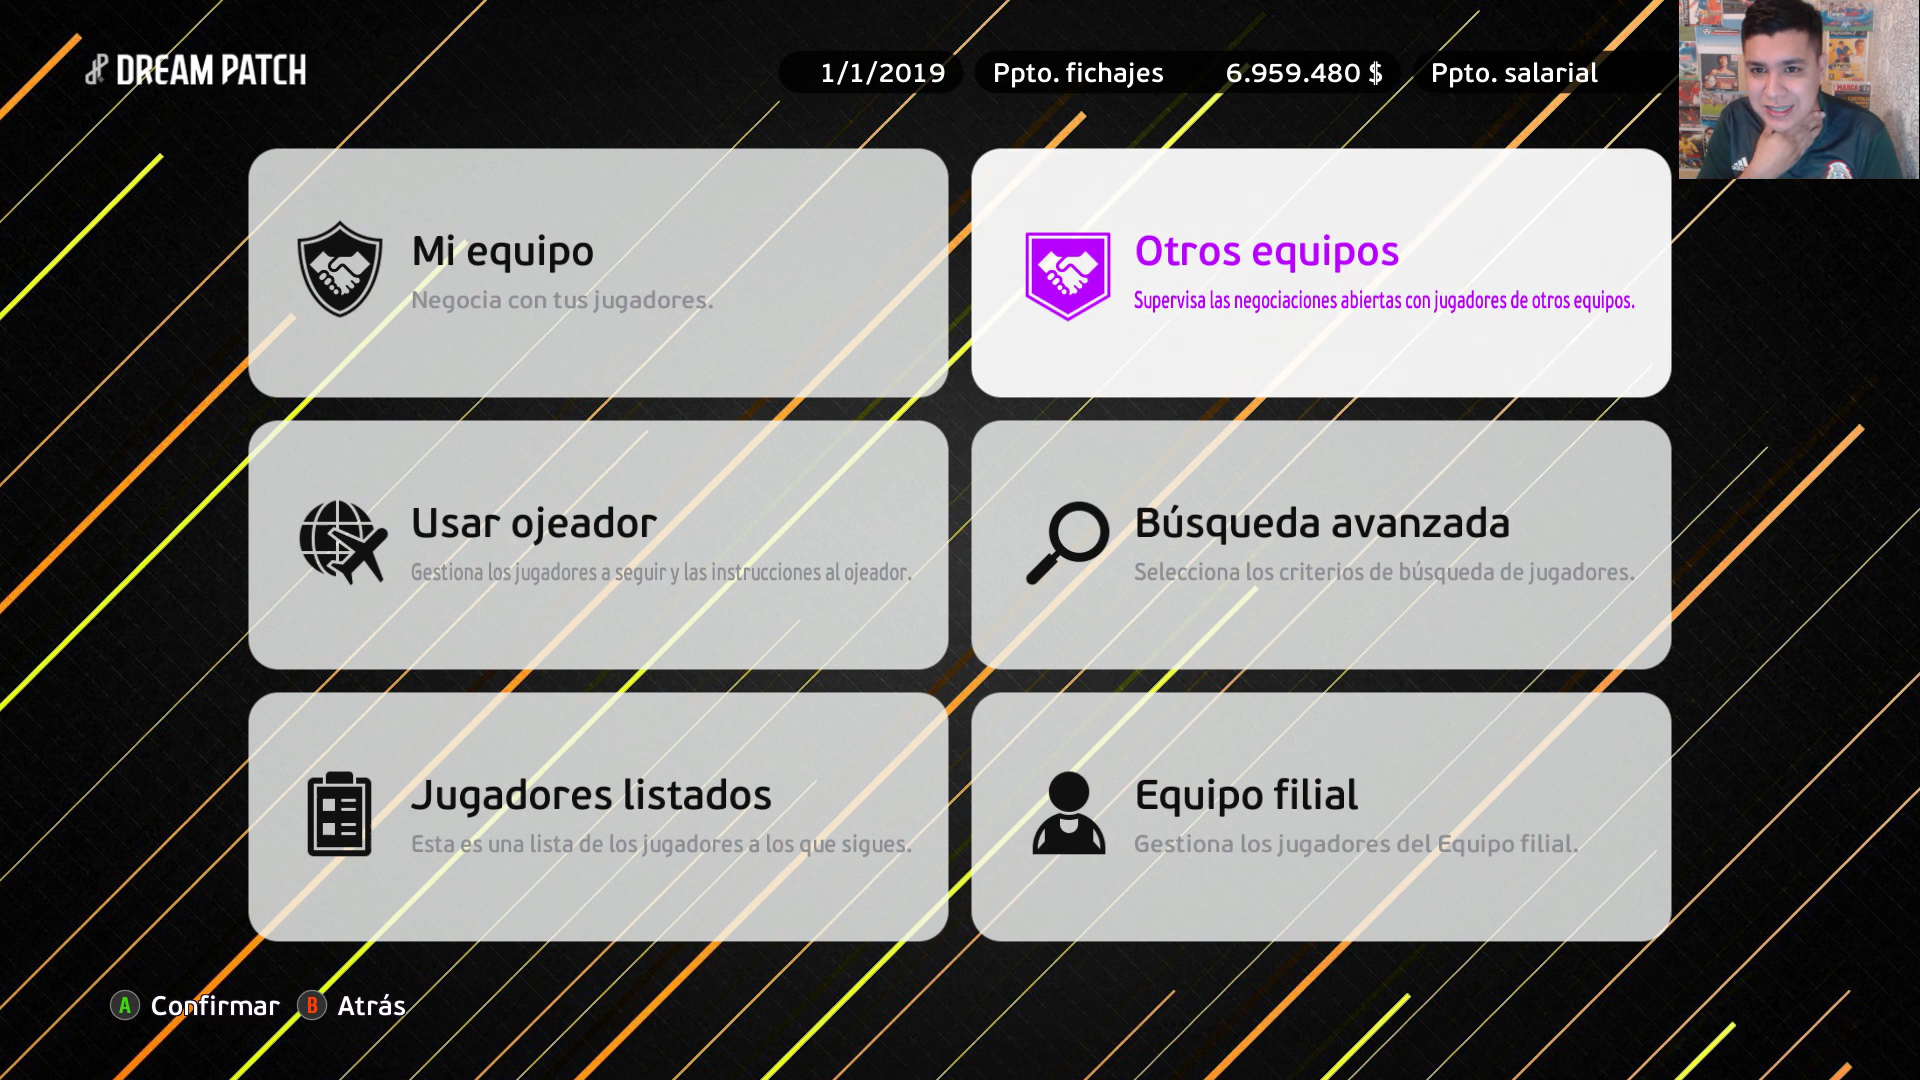 DREAM PATCH
1/1/2019
Ppto. fichajes 6.959.480 $
Ppto. salarial
Mi equipo
Negocia con tus jugadores.
Otros equipos
Supervisa las negociaciones abiertas con jugadores de otros equipos.
Usar ojeador
Gestiona los jugadores a seguir y las instrucciones al ojeador.
Búsqueda avanzada
Selecciona los criterios de búsqueda de jugadores.
Jugadores listados
Esta es una lista de los jugadores a los que sigues.
Equipo filial
Gestiona los jugadores del Equipo filial.
A Confirmar B Atrás